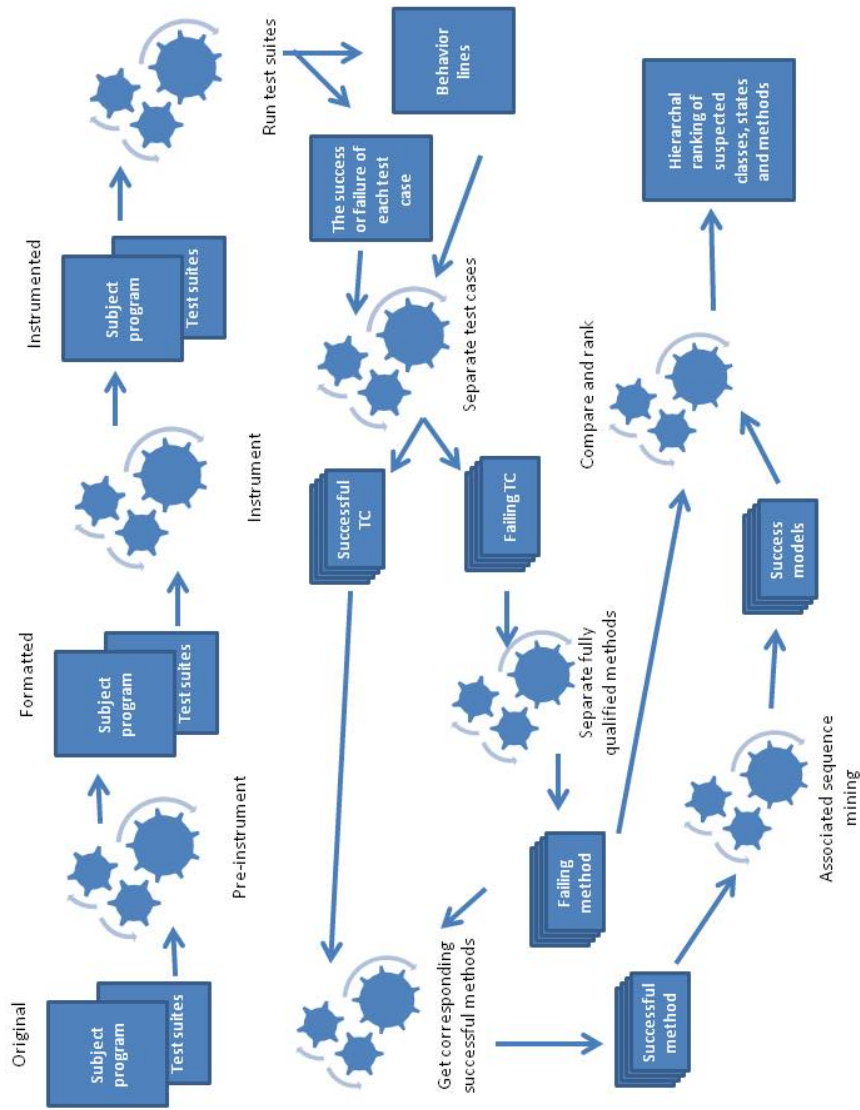 Original
Subject
program
Test suites
Pre-instrument
Formatted
Subject
program
Test suites
Instrument
Instrumented
Subject
program
Test suites
Run test suites
The success
or failure of
each test
case
Behavior
lines
Separate test cases
Successful
TC
Failing TC
Separate fully
qualified methods
Failing
method
Get corresponding
successful methods
Successful
method
Associated sequence
mining
Success
models
Compare and rank
Hierarchal
ranking of
suspected
classes, states
and methods